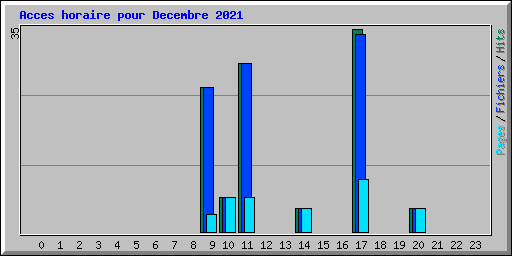 Acces horaire pour Decembre 2021
35
0 1 2 3 4 5 6 7 8 9 10 11 12 13 14 15 16 17 18 19 20 21 22 23
Pages/Fichiers/Hits